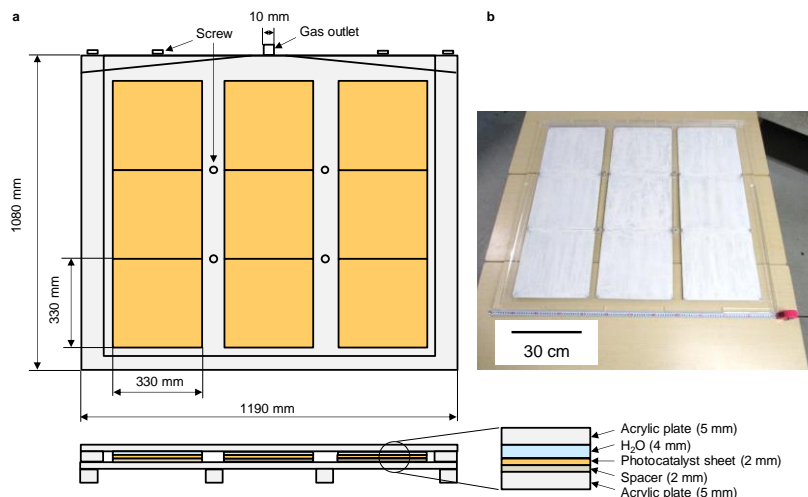 a
10 mm
Screw
Gas outlet
1080 mm
330 mm
330 mm
1190 mm
b
30 cm
Acrylic plate (5 mm)
H₂O (4 mm)
Photocatalyst sheet (2 mm)
Spacer (2 mm)
Acrylic plate (5 mm)